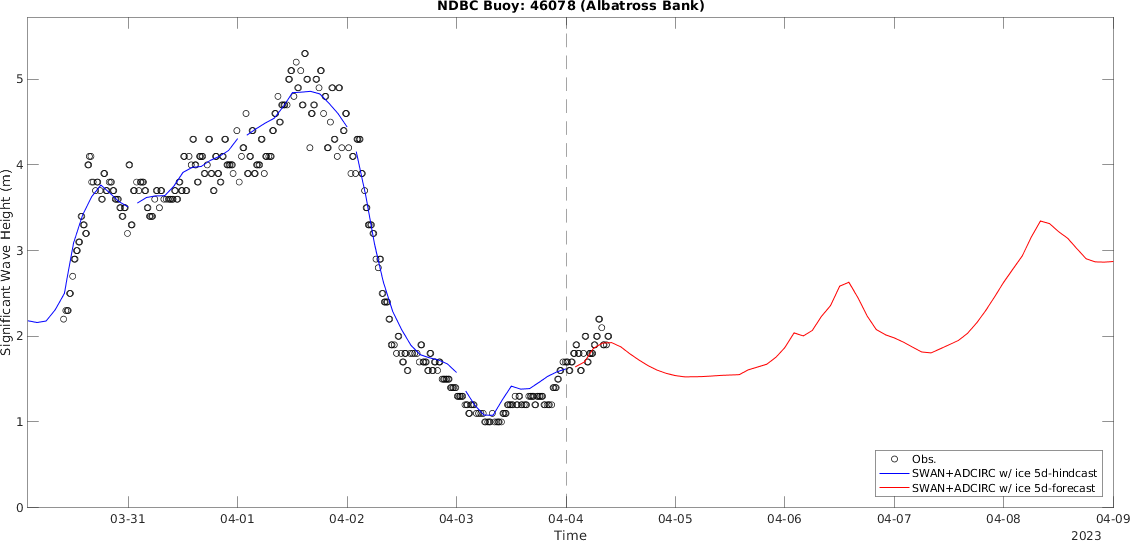 NDBC Buoy: 46078 (Albatross Bank)
Significant Wave Height (m)
5
4
3
2
1
0
Obs.
SWAN+ADCIRC w/ ice 5d-hindcast
SWAN+ADCIRC w/ ice 5d-forecast
03-31 04-01 04-02 04-03 04-04 04-05 04-06 04-07 04-08 04-09
Time
2023